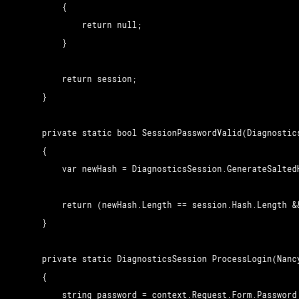 {
return null;
}
return session;
}
private static bool SessionPasswordValid(Diagnostics
{
var newHash = DiagnosticsSession.GenerateSalted
return (newHash.Length == session.Hash.Length &&
}
private static DiagnosticsSession ProcessLogin(Nancy
{
string password = context.Request.Form.Password